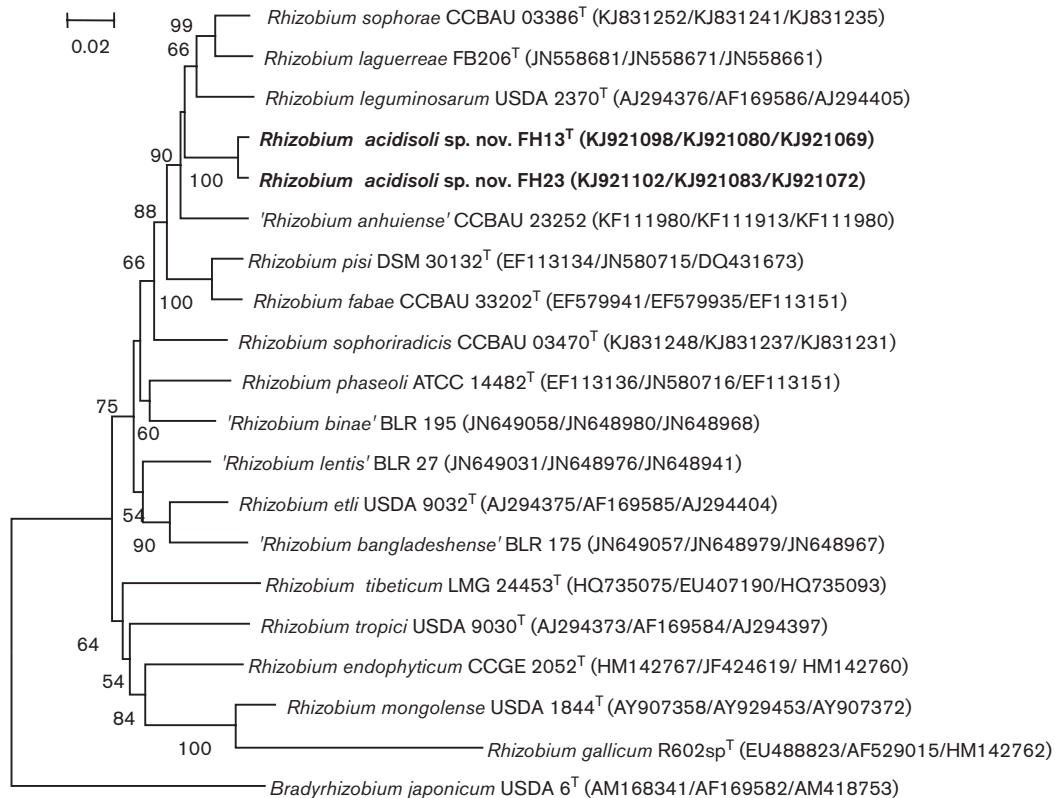 Rhizobium sophorae CCBAU 03386T (KJ831252/KJ831241/KJ831235)
99
66
0.02
Rhizobium laguerreae FB206T (JN558681/JN558671/JN558661)
Rhizobium leguminosarum USDA 2370T (AJ294376/AF169586/AJ294405)
Rhizobium acidisoli sp. nov. FH13T (KJ921098/KJ921080/KJ921069)
90
100
Rhizobium acidisoli sp. nov. FH23 (KJ921102/KJ921083/KJ921072)
88
'Rhizobium anhuiense' CCBAU 23252 (KF111980/KF111913/KF111980)
66
Rhizobium pisi DSM 30132T (EF113134/JN580715/DQ431673)
100
Rhizobium fabae CCBAU 33202T (EF579941/EF579935/EF113151)
Rhizobium sophoriradicis CCBAU 03470T (KJ831248/KJ831237/KJ831231)
Rhizobium phaseoli ATCC 14482T (EF113136/JN580716/EF113151)
75
60
'Rhizobium binae' BLR 195 (JN649058/JN648980/JN648968)
'Rhizobium lentis' BLR 27 (JN649031/JN648976/JN648941)
Rhizobium etli USDA 9032T (AJ294375/AF169585/AJ294404)
54
90
'Rhizobium bangladeshense' BLR 175 (JN649057/JN648979/JN648967)
Rhizobium tibeticum LMG 24453T (HQ735075/EU407190/HQ735093)
Rhizobium tropici USDA 9030T (AJ294373/AF169584/AJ294397)
64
Rhizobium endophyticum CCGE 2052T (HM142767/JF424619/ HM142760)
54
Rhizobium mongolense USDA 1844T (AY907358/AY929453/AY907372)
84
100
Rhizobium gallicum R602spT (EU488823/AF529015/HM142762)
Bradyrhizobium japonicum USDA 6T (AM168341/AF169582/AM418753)